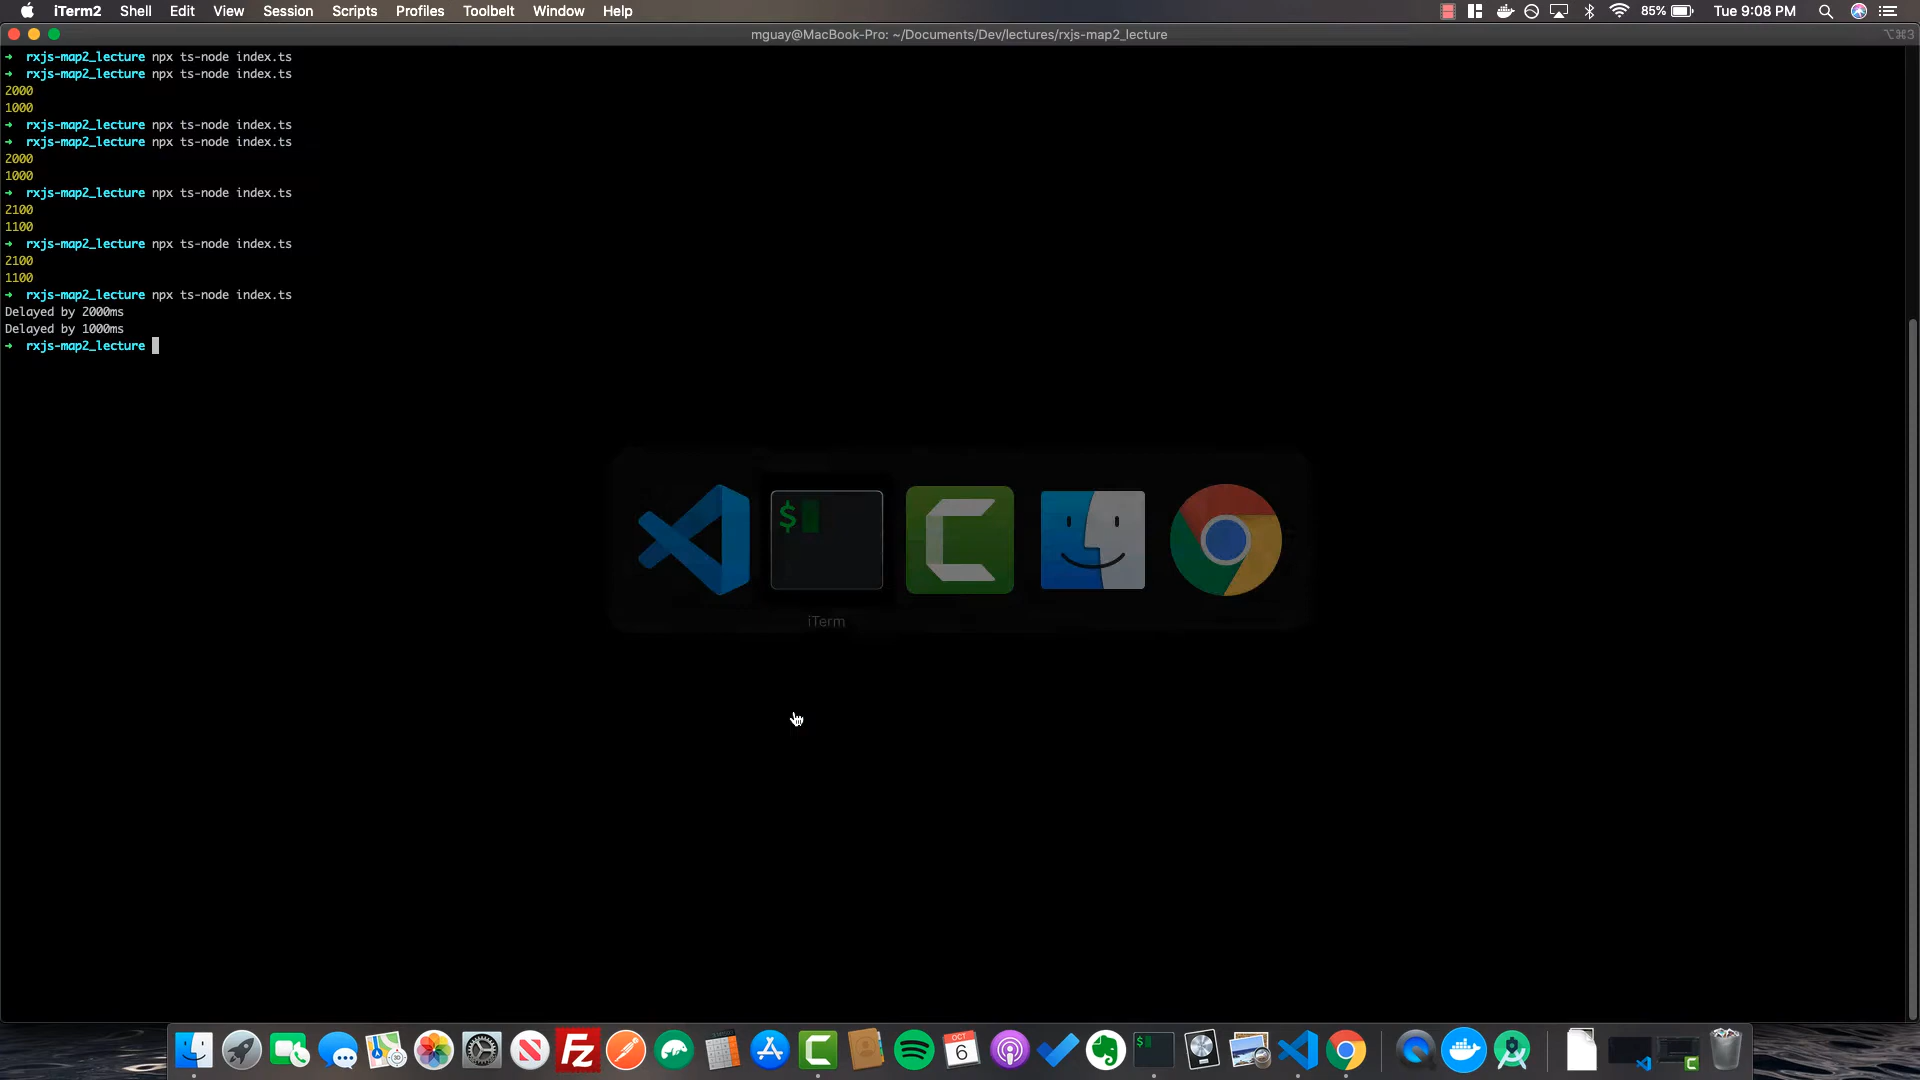 iTerm2 Shell Edit View Session Scripts Profiles Toolbelt Window Help 85% Tue 9:08 PM
mguay@MacBook-Pro: ~/Documents/Dev/lectures/rxjs-map2_lecture ⌥⌘3
➜ rxjs-map2_lecture npx ts-node index.ts
➜ rxjs-map2_lecture npx ts-node index.ts
2000
1000
➜ rxjs-map2_lecture npx ts-node index.ts
➜ rxjs-map2_lecture npx ts-node index.ts
2000
1000
➜ rxjs-map2_lecture npx ts-node index.ts
2100
1100
➜ rxjs-map2_lecture npx ts-node index.ts
2100
1100
➜ rxjs-map2_lecture npx ts-node index.ts
Delayed by 2000ms
Delayed by 1000ms
➜ rxjs-map2_lecture
$
iTerm
Fz
OCT
6
$